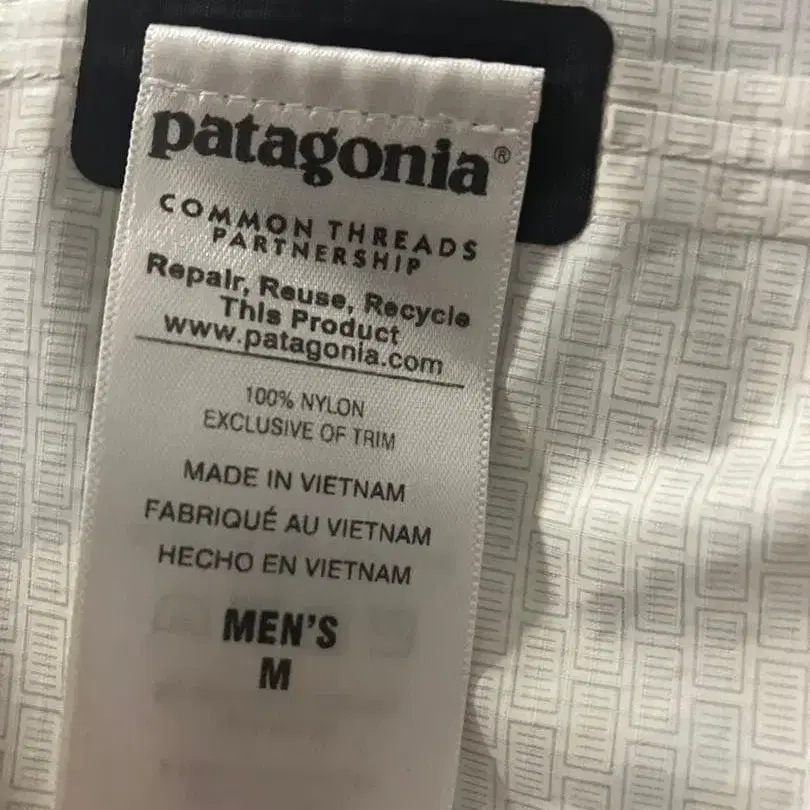 patagonia®
COMMON THREADS
PARTNERSHIP
Repair, Reuse, Recycle
This Product
www.patagonia.com
100% NYLON
EXCLUSIVE OF TRIM
MADE IN VIETNAM
FABRIQUÉ AU VIETNAM
HECHO EN VIETNAM
MEN'S
M